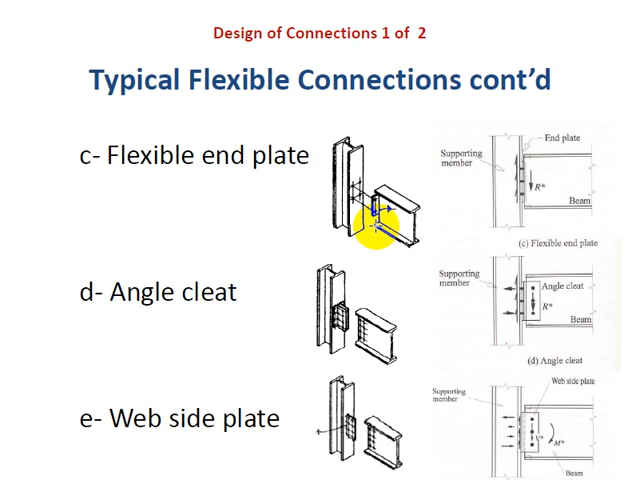 Design of Connections 1 of 2
Typical Flexible Connections cont'd
c- Flexible end plate
End plate
Supporting
member
R*
Beam
(c) Flexible end plate
d- Angle cleat
Supporting
member
Angle cleat
R*
Beam
(d) Angle cleat
e- Web side plate
Web side plate
Supporting
member
M*
Beam